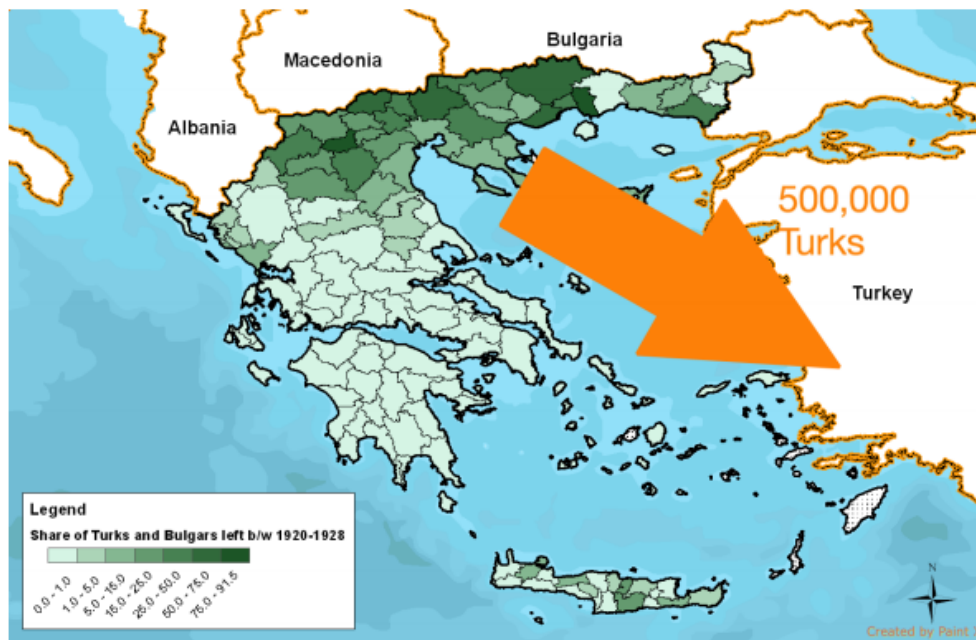 Bulgaria
Macedonia
Albania
500,000
Turks
Turkey
Legend
Share of Turks and Bulgars left b/w 1920-1928
0.0 - 1.0
1.0 - 5.0
5.0 - 15.0
15.0 - 25.0
25.0 - 50.0
50.0 - 75.0
75.0 - 91.5
N
Created by Paint